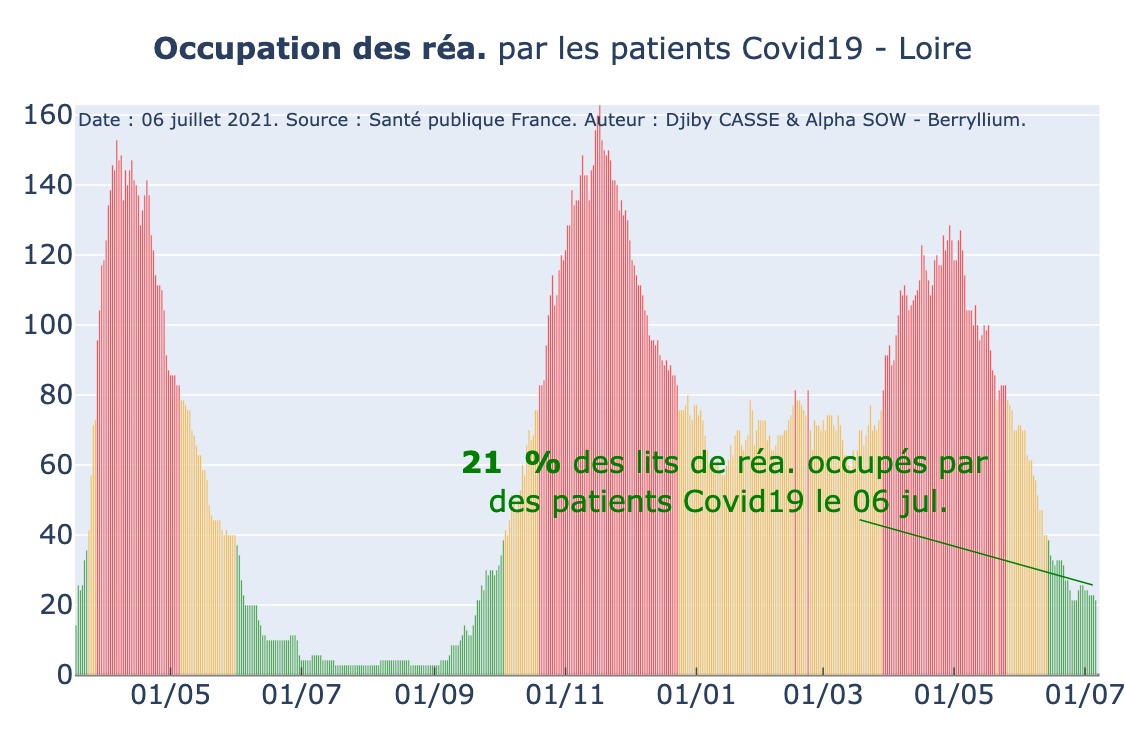 Occupation des réa. par les patients Covid19 - Loire
160
Date : 06 juillet 2021. Source : Santé publique France. Auteur : Djiby CASSE & Alpha SOW - Berryllium.
140
120
100
80
60
21 % des lits de réa. occupés par
des patients Covid19 le 06 jul.
40
20
0
01/05 01/07 01/09 01/11 01/01 01/03 01/05 01/07